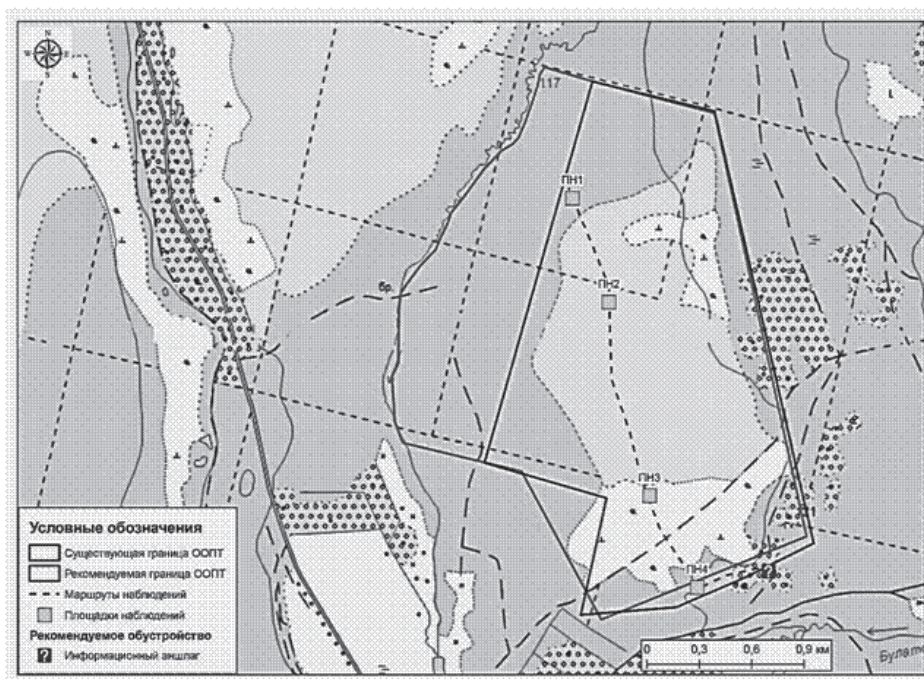 N
W E
S
117
ПН1
бр.
ПН2
ПН3
ПН4
Условные обозначения
Существующая граница ООПТ
Рекомендуемая граница ООПТ
Маршруты наблюдений
Площадки наблюдений
Рекомендуемое обустройство
? Информационный аншлаг
0 0,3 0,6 0,9 км